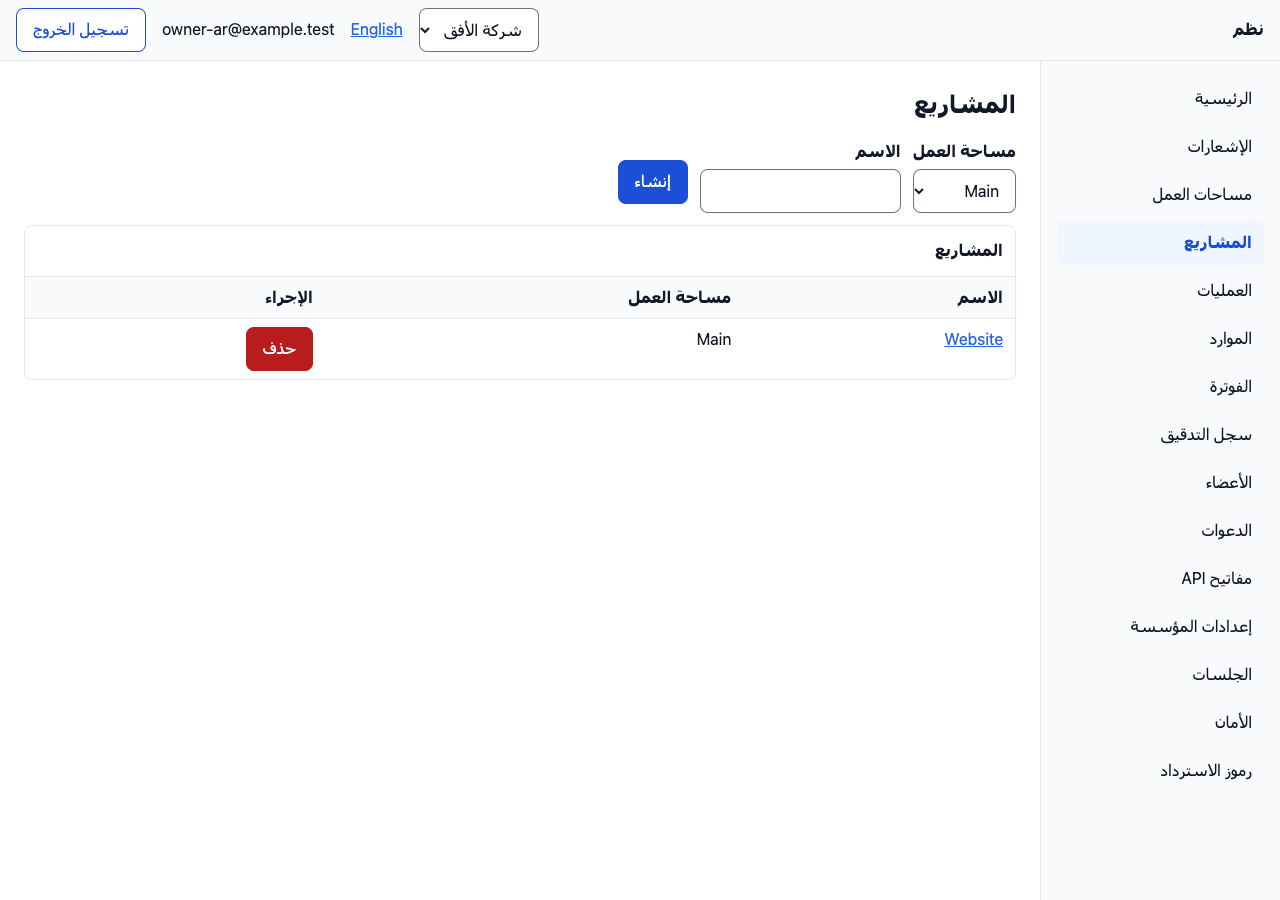 نظم
شركة الأفق
English
owner-ar@example.test
تسجيل الخروج
الرئيسية
الإشعارات
مساحات العمل
المشاريع
العمليات
الموارد
الفوترة
سجل التدقيق
الأعضاء
الدعوات
مفاتيح API
إعدادات المؤسسة
الجلسات
الأمان
رموز الاسترداد
المشاريع
مساحة العمل
Main
الاسم
إنشاء
المشاريع
الاسم مساحة العمل الإجراء
Website Main حذف